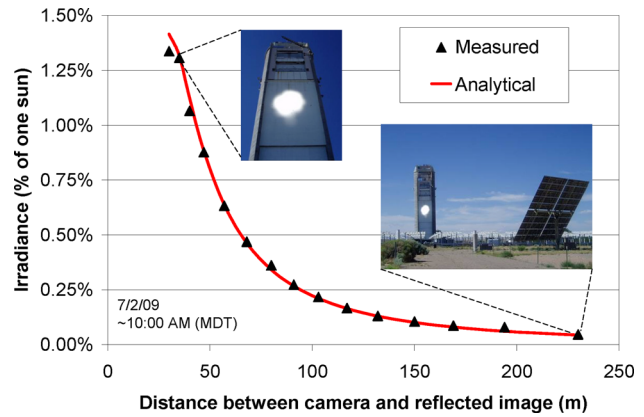 1.50%
1.25%
1.00%
0.75%
0.50%
0.25%
0.00%
Irradiance (% of one sun)
Measured
Analytical
7/2/09
~10:00 AM (MDT)
0
50
100
150
200
250
Distance between camera and reflected image (m)